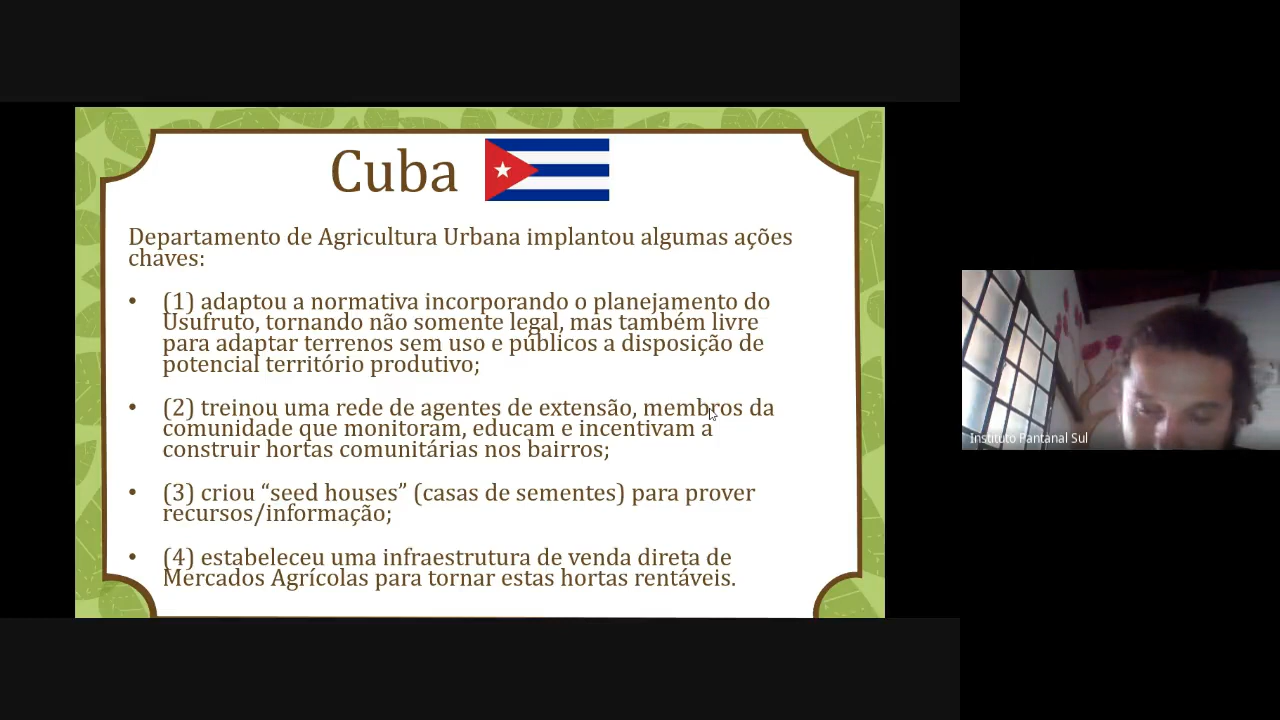 Cuba
Departamento de Agricultura Urbana implantou algumas ações
chaves:
• (1) adaptou a normativa incorporando o planejamento do
Usufruto, tornando não somente legal, mas também livre
para adaptar terrenos sem uso e públicos a disposição de
potencial território produtivo;
• (2) treinou uma rede de agentes de extensão, membros da
comunidade que monitoram, educam e incentivam a
construir hortas comunitárias nos bairros;
• (3) criou “seed houses” (casas de sementes) para prover
recursos/informação;
• (4) estabeleceu uma infraestrutura de venda direta de
Mercados Agrícolas para tornar estas hortas rentáveis.
Instituto Pantanal Sul